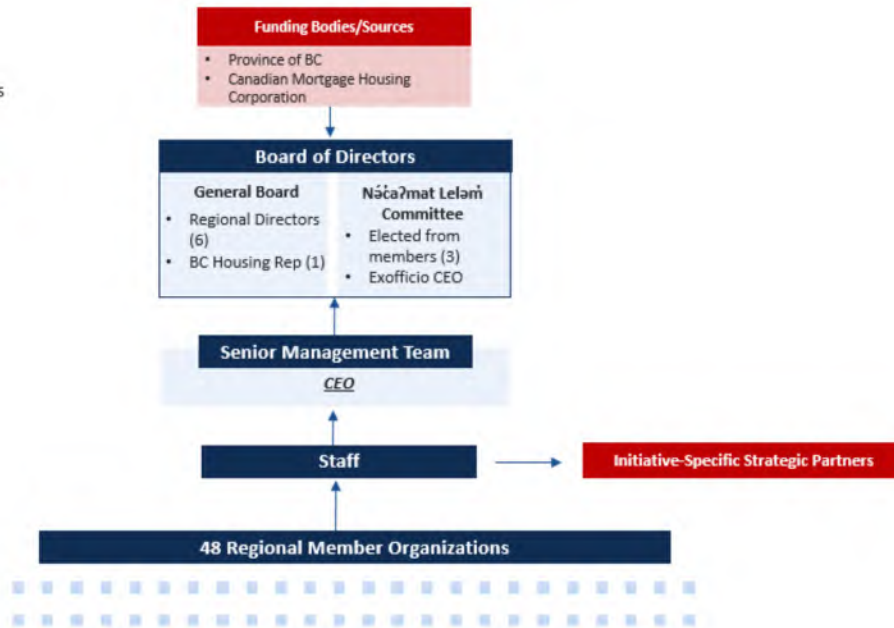 Funding Bodies/Sources
• Province of BC
• Canadian Mortgage Housing
Corporation
s
Board of Directors
General Board
• Regional Directors
(6)
• BC Housing Rep (1)
Nə́c̓aʔmat Leləm̓
Committee
• Elected from
members (3)
• Exofficio CEO
Senior Management Team
CEO
Staff
Initiative-Specific Strategic Partners
48 Regional Member Organizations